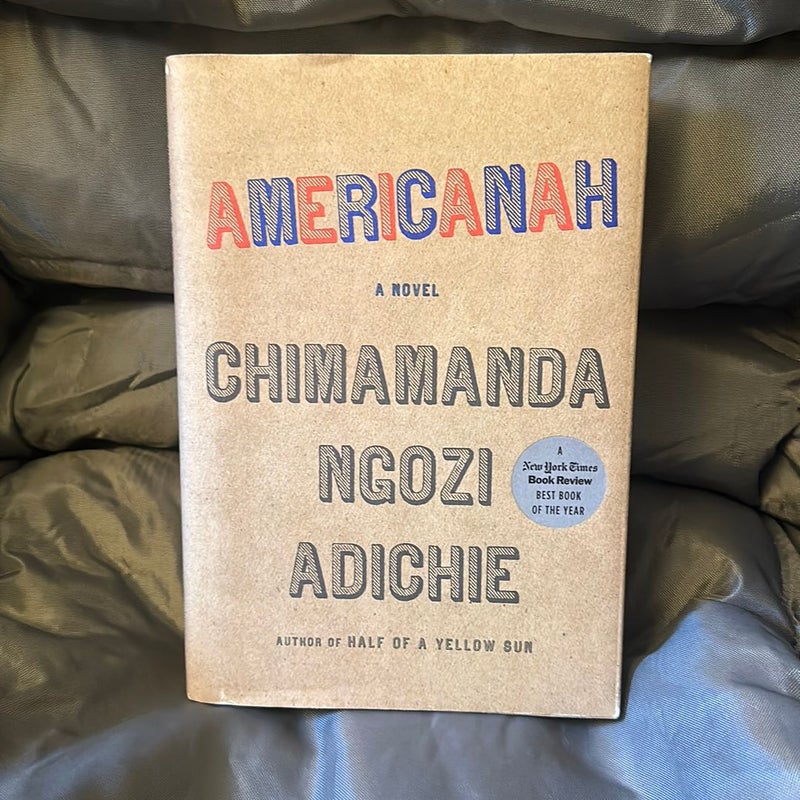 AMERICANAH
A NOVEL
CHIMAMANDA
NGOZI
ADICHIE
A
New York Times
Book Review
BEST BOOK
OF THE YEAR
AUTHOR OF HALF OF A YELLOW SUN